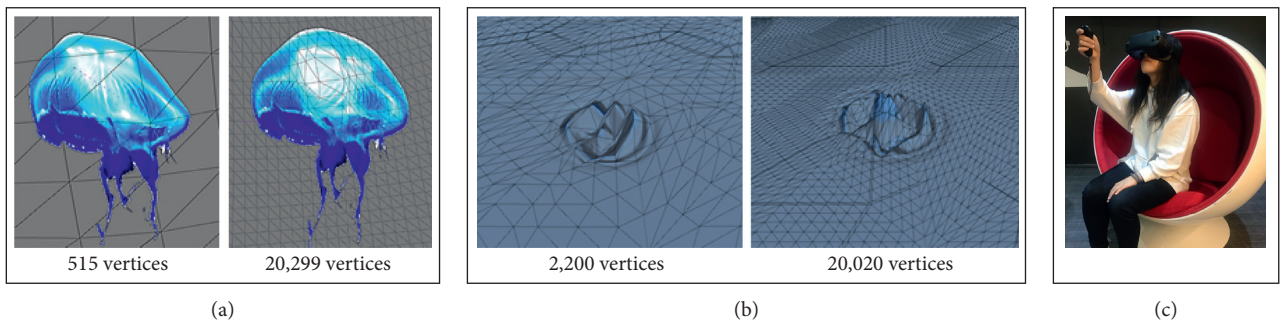 515 vertices
20,299 vertices
2,200 vertices
20,020 vertices
(a)
(b)
(c)